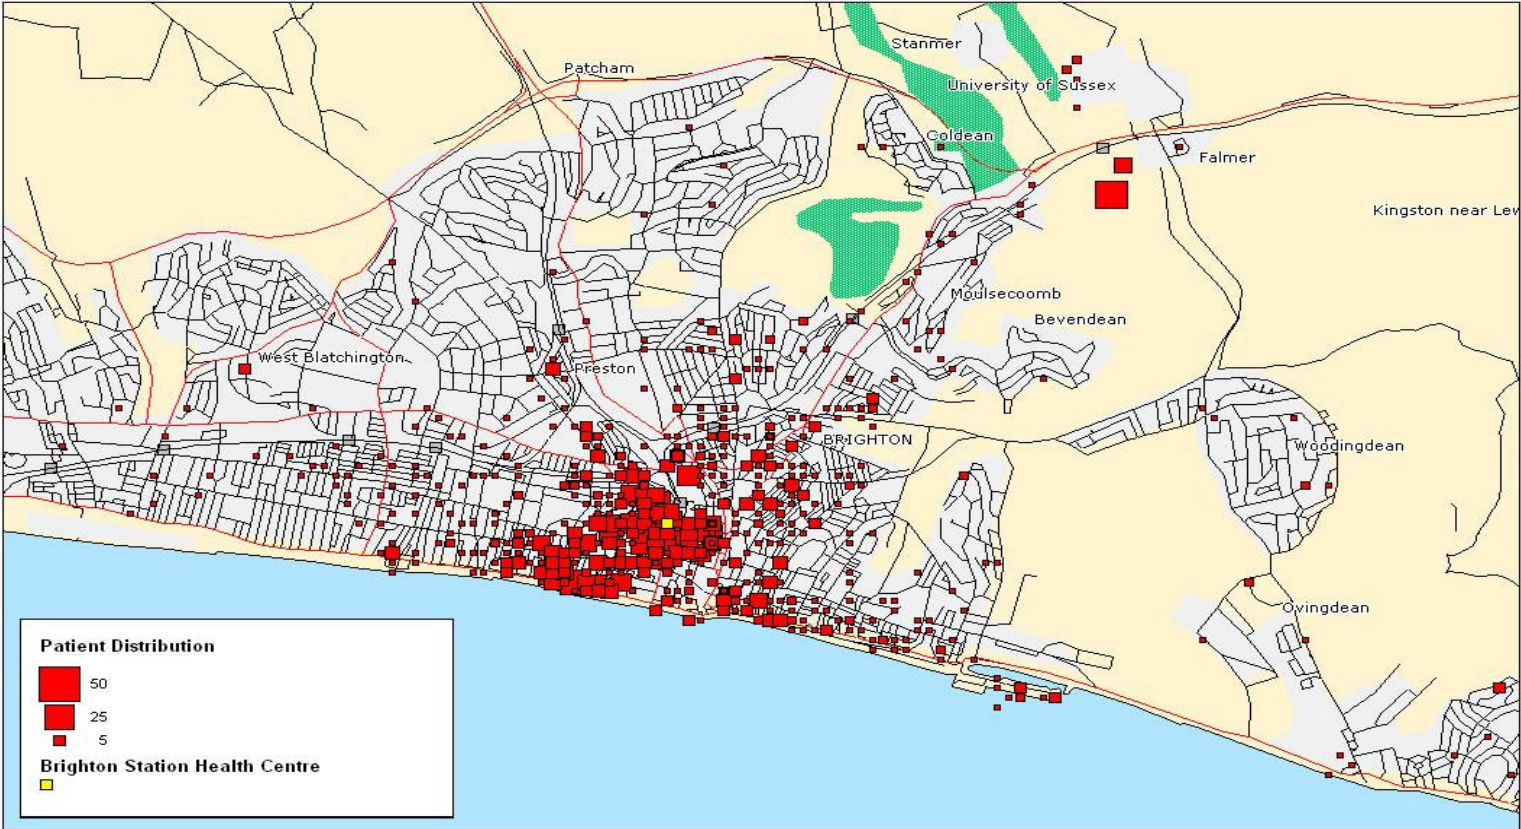 Stanmer
Patcham
University of Sussex
Coldean
Falmer
Kingston near Lew
Moulsecoomb
Bevendean
West Blatchington
Preston
BRIGHTON
Woodingdean
Ovingdean
Patient Distribution
50
25
5
Brighton Station Health Centre